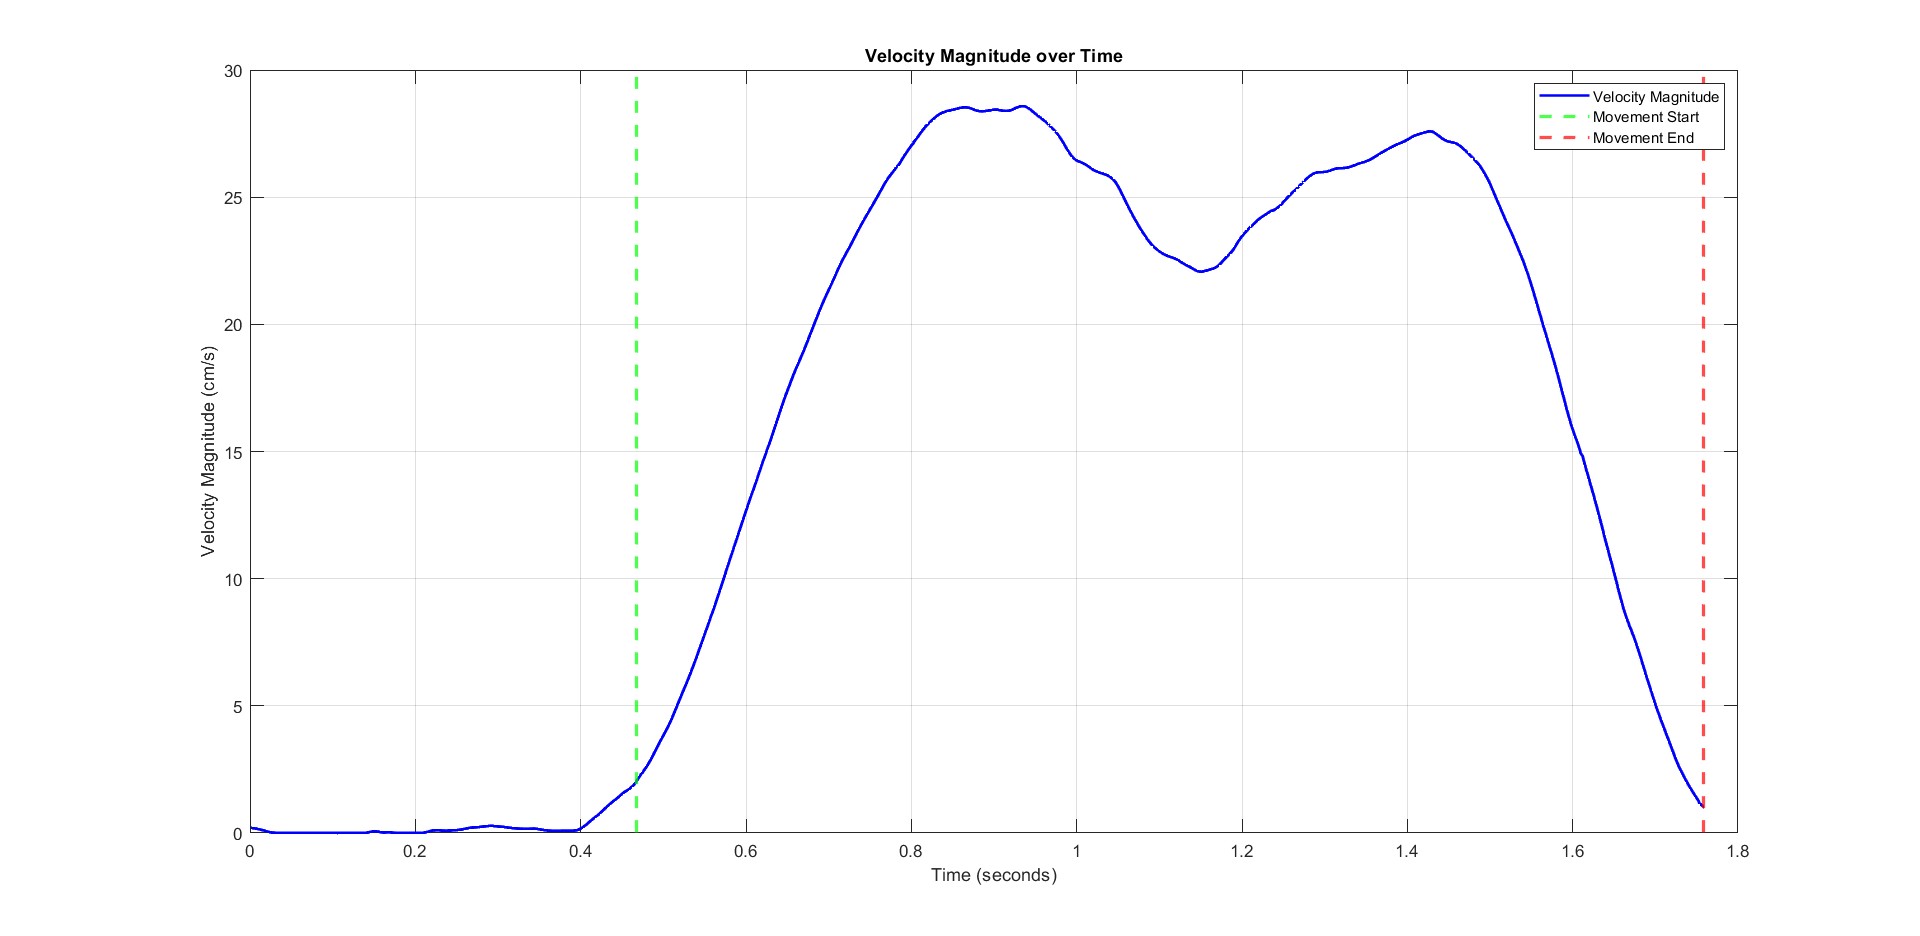 Velocity Magnitude over Time
Velocity Magnitude
Movement Start
Movement End
30
25
20
15
10
5
0
Velocity Magnitude (cm/s)
0 0.2 0.4 0.6 0.8 1 1.2 1.4 1.6 1.8
Time (seconds)